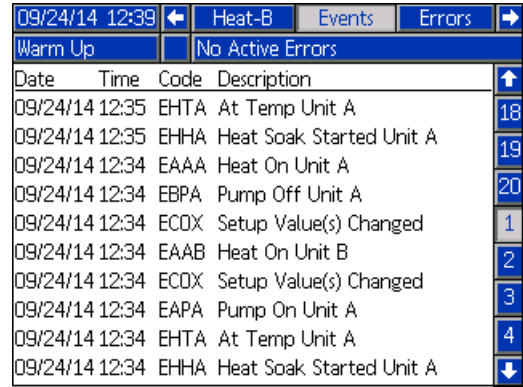 09/24/14 12:39 Heat-B Events Errors
Warm Up No Active Errors
Date Time Code Description
09/24/14 12:35 EHTA At Temp Unit A
09/24/14 12:35 EHHA Heat Soak Started Unit A
09/24/14 12:34 EAAA Heat On Unit A
09/24/14 12:34 EBPA Pump Off Unit A
09/24/14 12:34 EC0X Setup Value(s) Changed
09/24/14 12:34 EAAB Heat On Unit B
09/24/14 12:34 EC0X Setup Value(s) Changed
09/24/14 12:34 EAPA Pump On Unit A
09/24/14 12:34 EHTA At Temp Unit A
09/24/14 12:34 EHHA Heat Soak Started Unit A
18
19
20
1
2
3
4